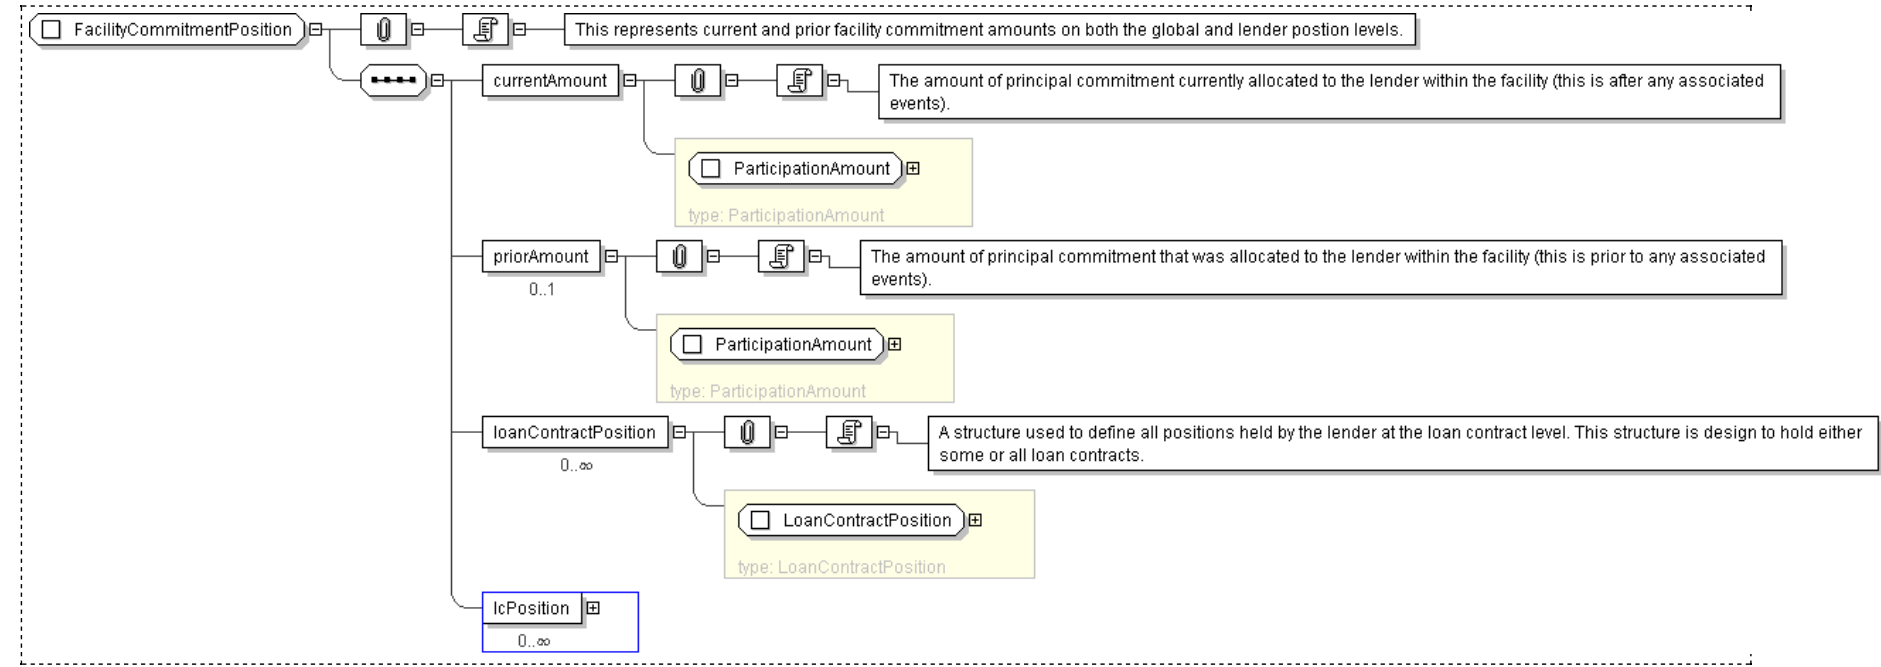 FacilityCommitmentPosition
This represents current and prior facility commitment amounts on both the global and lender postion levels.
currentAmount
The amount of principal commitment currently allocated to the lender within the facility (this is after any associated
events).
ParticipationAmount
type: ParticipationAmount
priorAmount
0..1
The amount of principal commitment that was allocated to the lender within the facility (this is prior to any associated
events).
ParticipationAmount
type: ParticipationAmount
loanContractPosition
0..∞
A structure used to define all positions held by the lender at the loan contract level. This structure is design to hold either
some or all loan contracts.
LoanContractPosition
type: LoanContractPosition
lcPosition
0..∞